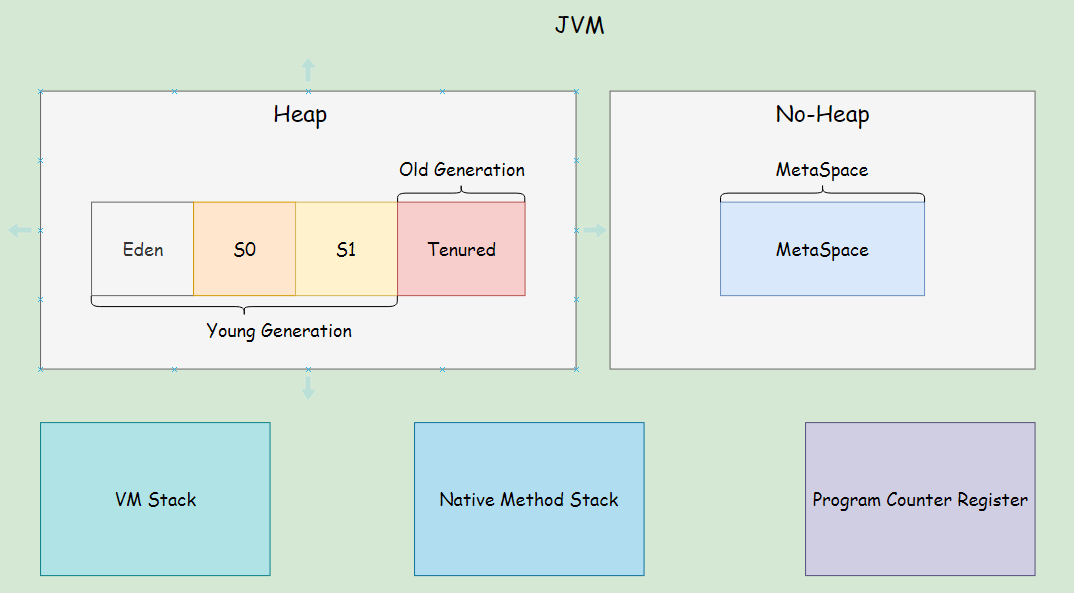 JVM
Heap
Old Generation
Eden
S0
S1
Tenured
Young Generation
No-Heap
MetaSpace
MetaSpace
VM Stack
Native Method Stack
Program Counter Register